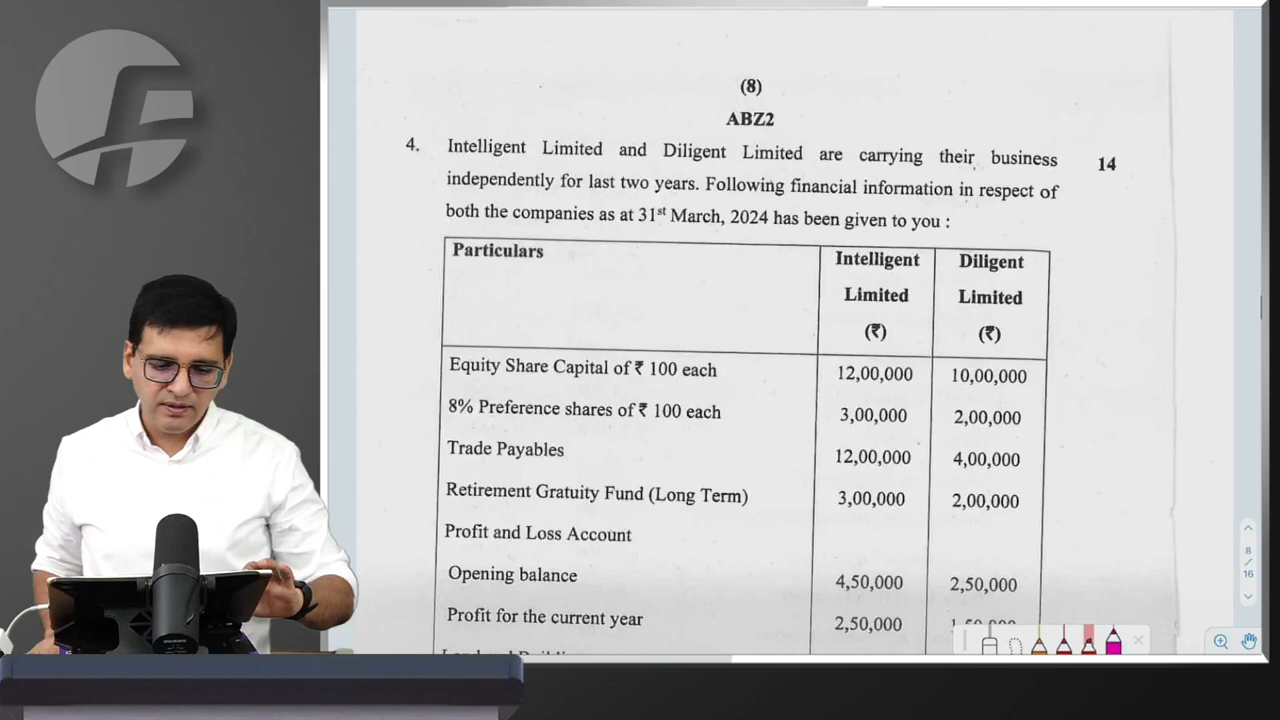 (8)
ABZ2
4. Intelligent Limited and Diligent Limited are carrying their business 14
independently for last two years. Following financial information in respect of
both the companies as at 31st March, 2024 has been given to you :
Particulars Intelligent Limited (₹) Diligent Limited (₹)
Equity Share Capital of ₹ 100 each 12,00,000 10,00,000
8% Preference shares of ₹ 100 each 3,00,000 2,00,000
Trade Payables 12,00,000 4,00,000
Retirement Gratuity Fund (Long Term) 3,00,000 2,00,000
Profit and Loss Account
Opening balance 4,50,000 2,50,000
Profit for the current year 2,50,000
8
/
16